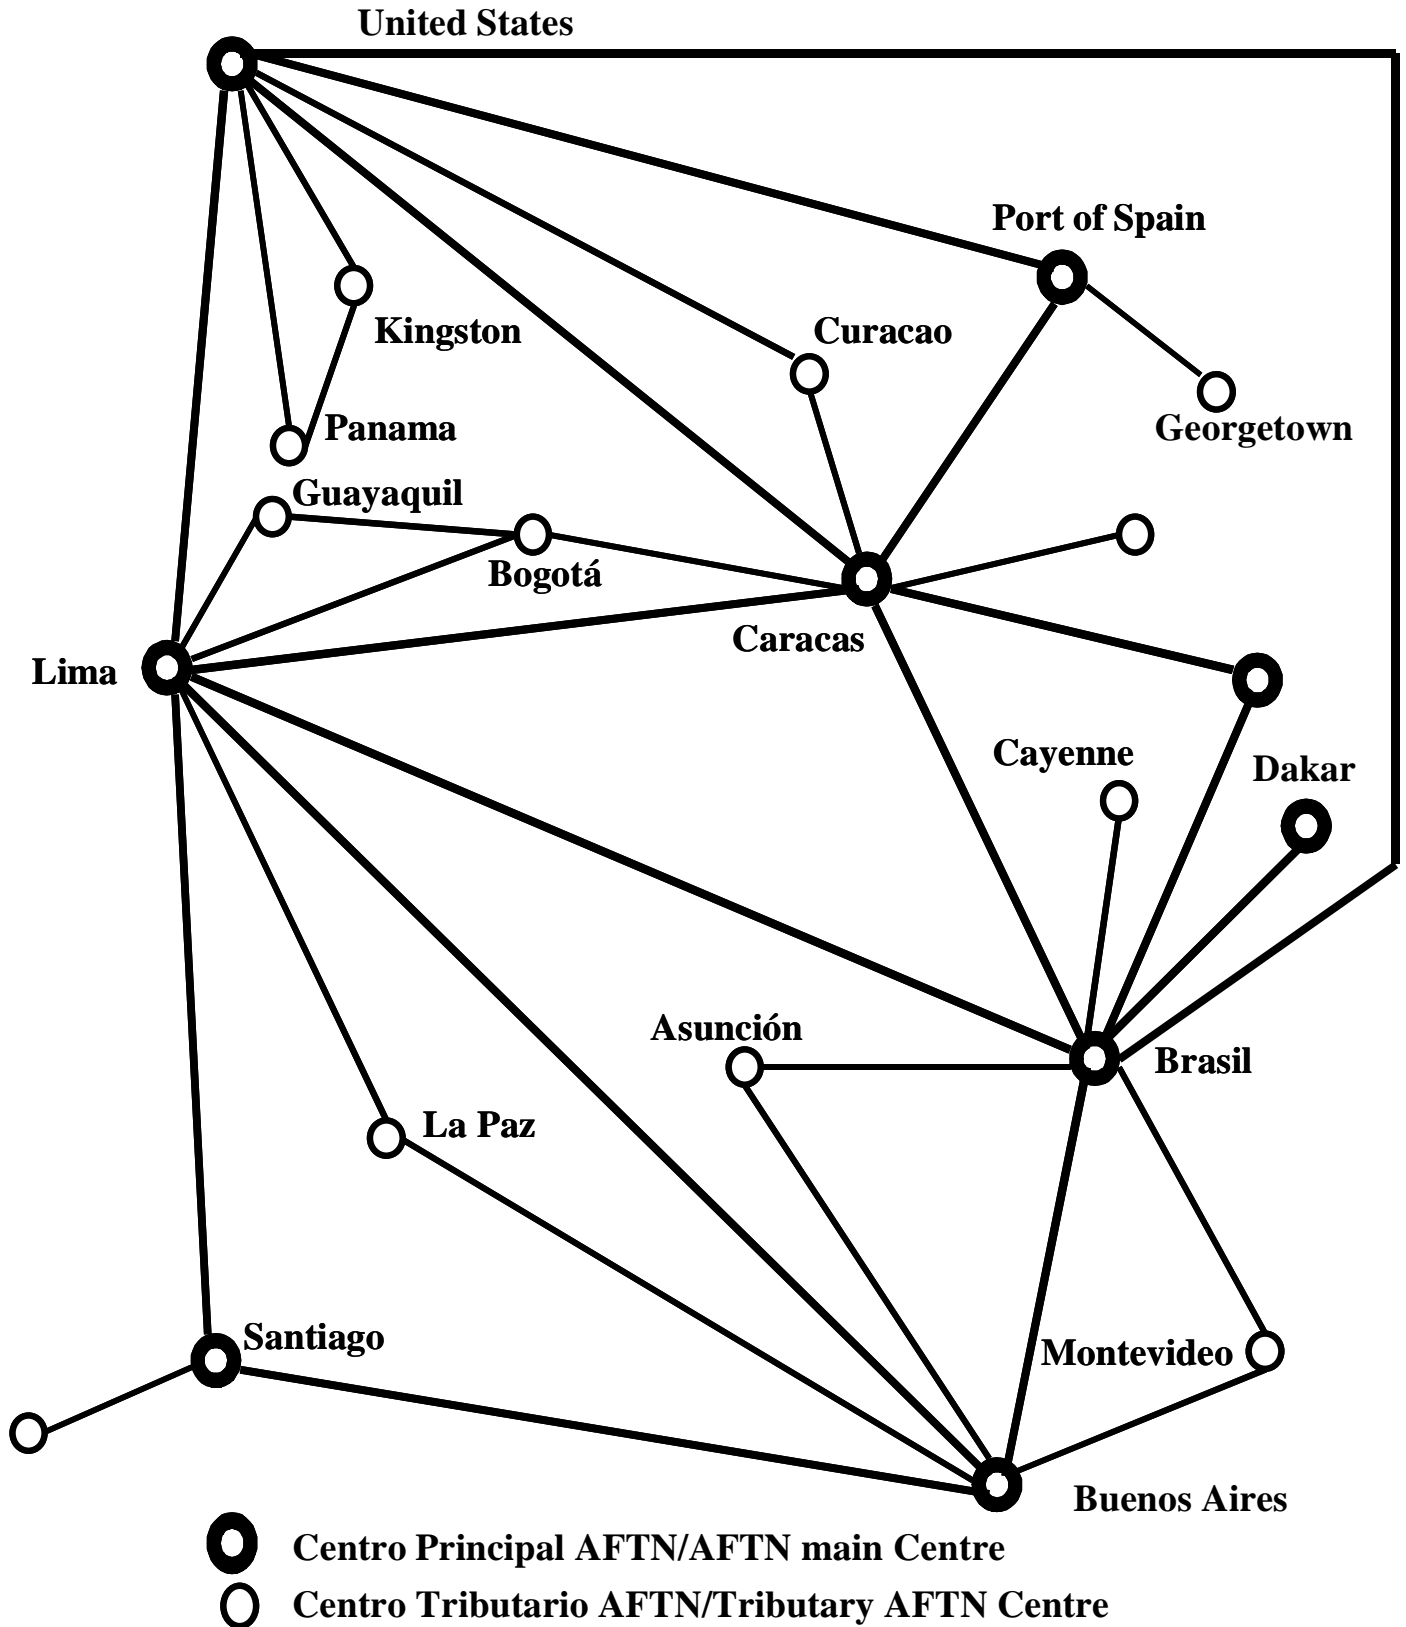 United States
Port of Spain
Kingston
Curacao
Panama
Georgetown
Guayaquil
Bogotá
Caracas
Lima
Cayenne
Dakar
Asunción
Brasil
La Paz
Santiago
Montevideo
Buenos Aires
Centro Principal AFTN/AFTN main Centre
Centro Tributario AFTN/Tributary AFTN Centre